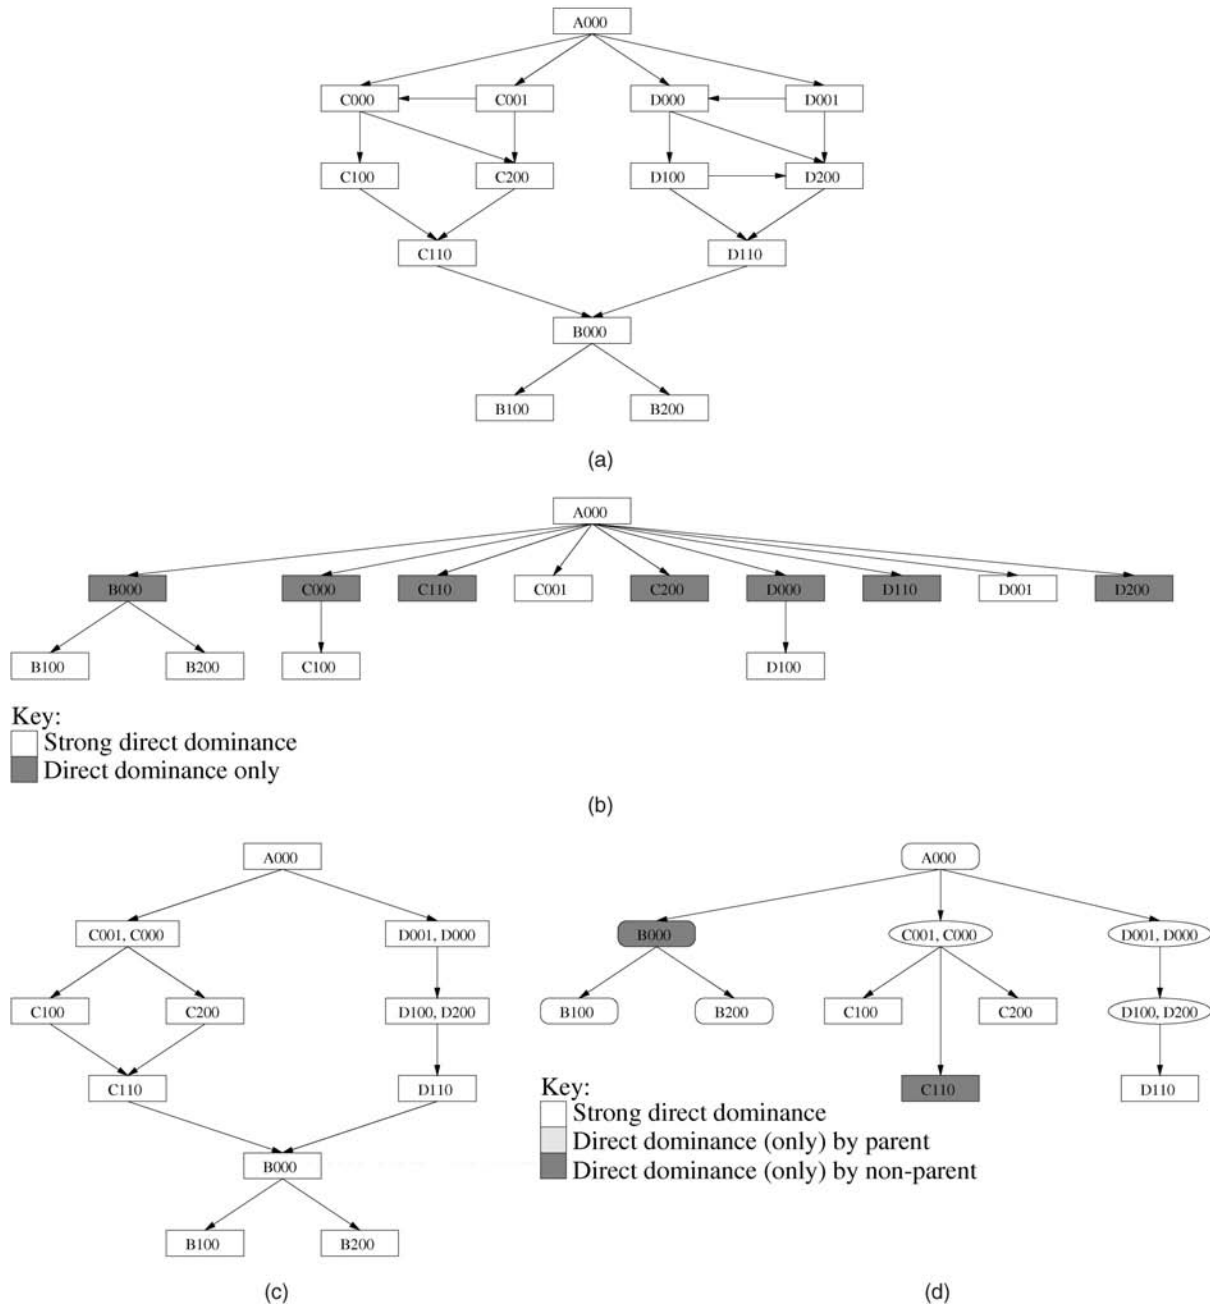 A000
C000 C001 D000 D001
C100 C200 D100 D200
C110 D110
B000
B100 B200
(a)
A000
B000 C000 C110 C001 C200 D000 D110 D001 D200
B100 B200 C100 D100
Key:
Strong direct dominance
Direct dominance only
(b)
A000
C001, C000 D001, D000
C100 C200 D100, D200
C110 D110
B000
B100 B200
(c)
A000
B000 C001, C000 D001, D000
B100 B200 C100 C200 D100, D200
C110 D110
Key:
Strong direct dominance
Direct dominance (only) by parent
Direct dominance (only) by non-parent
(d)